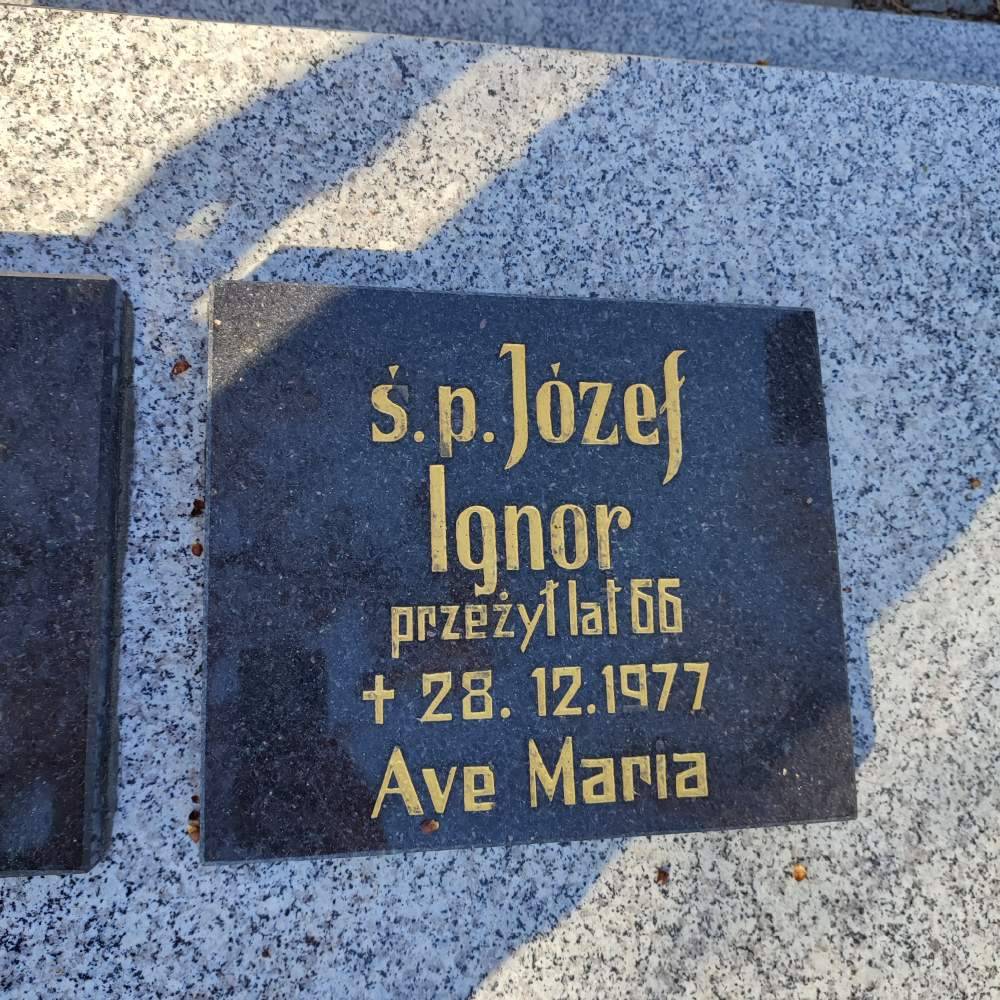 ś.p. Józef
Ignor
przeżył lat 66
+ 28. 12.1977
Ave Maria